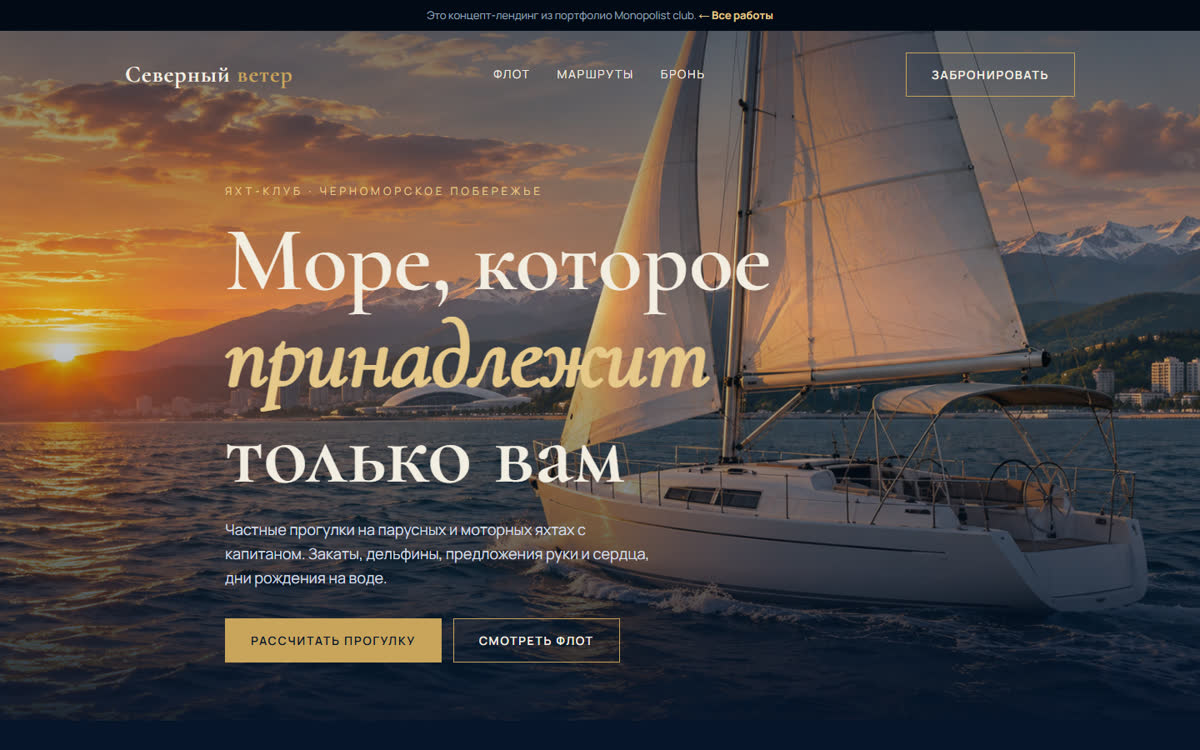 Это концепт-лендинг из портфолио Monopolist club. ← Все работы
Северный ветер
ФЛОТ
МАРШРУТЫ
БРОНЬ
ЗАБРОНИРОВАТЬ
ЯХТ-КЛУБ · ЧЕРНОМОРСКОЕ ПОБЕРЕЖЬЕ
Море, которое
принадлежит
только вам
Частные прогулки на парусных и моторных яхтах с
капитаном. Закаты, дельфины, предложения руки и сердца,
дни рождения на воде.
РАССЧИТАТЬ ПРОГУЛКУ
СМОТРЕТЬ ФЛОТ